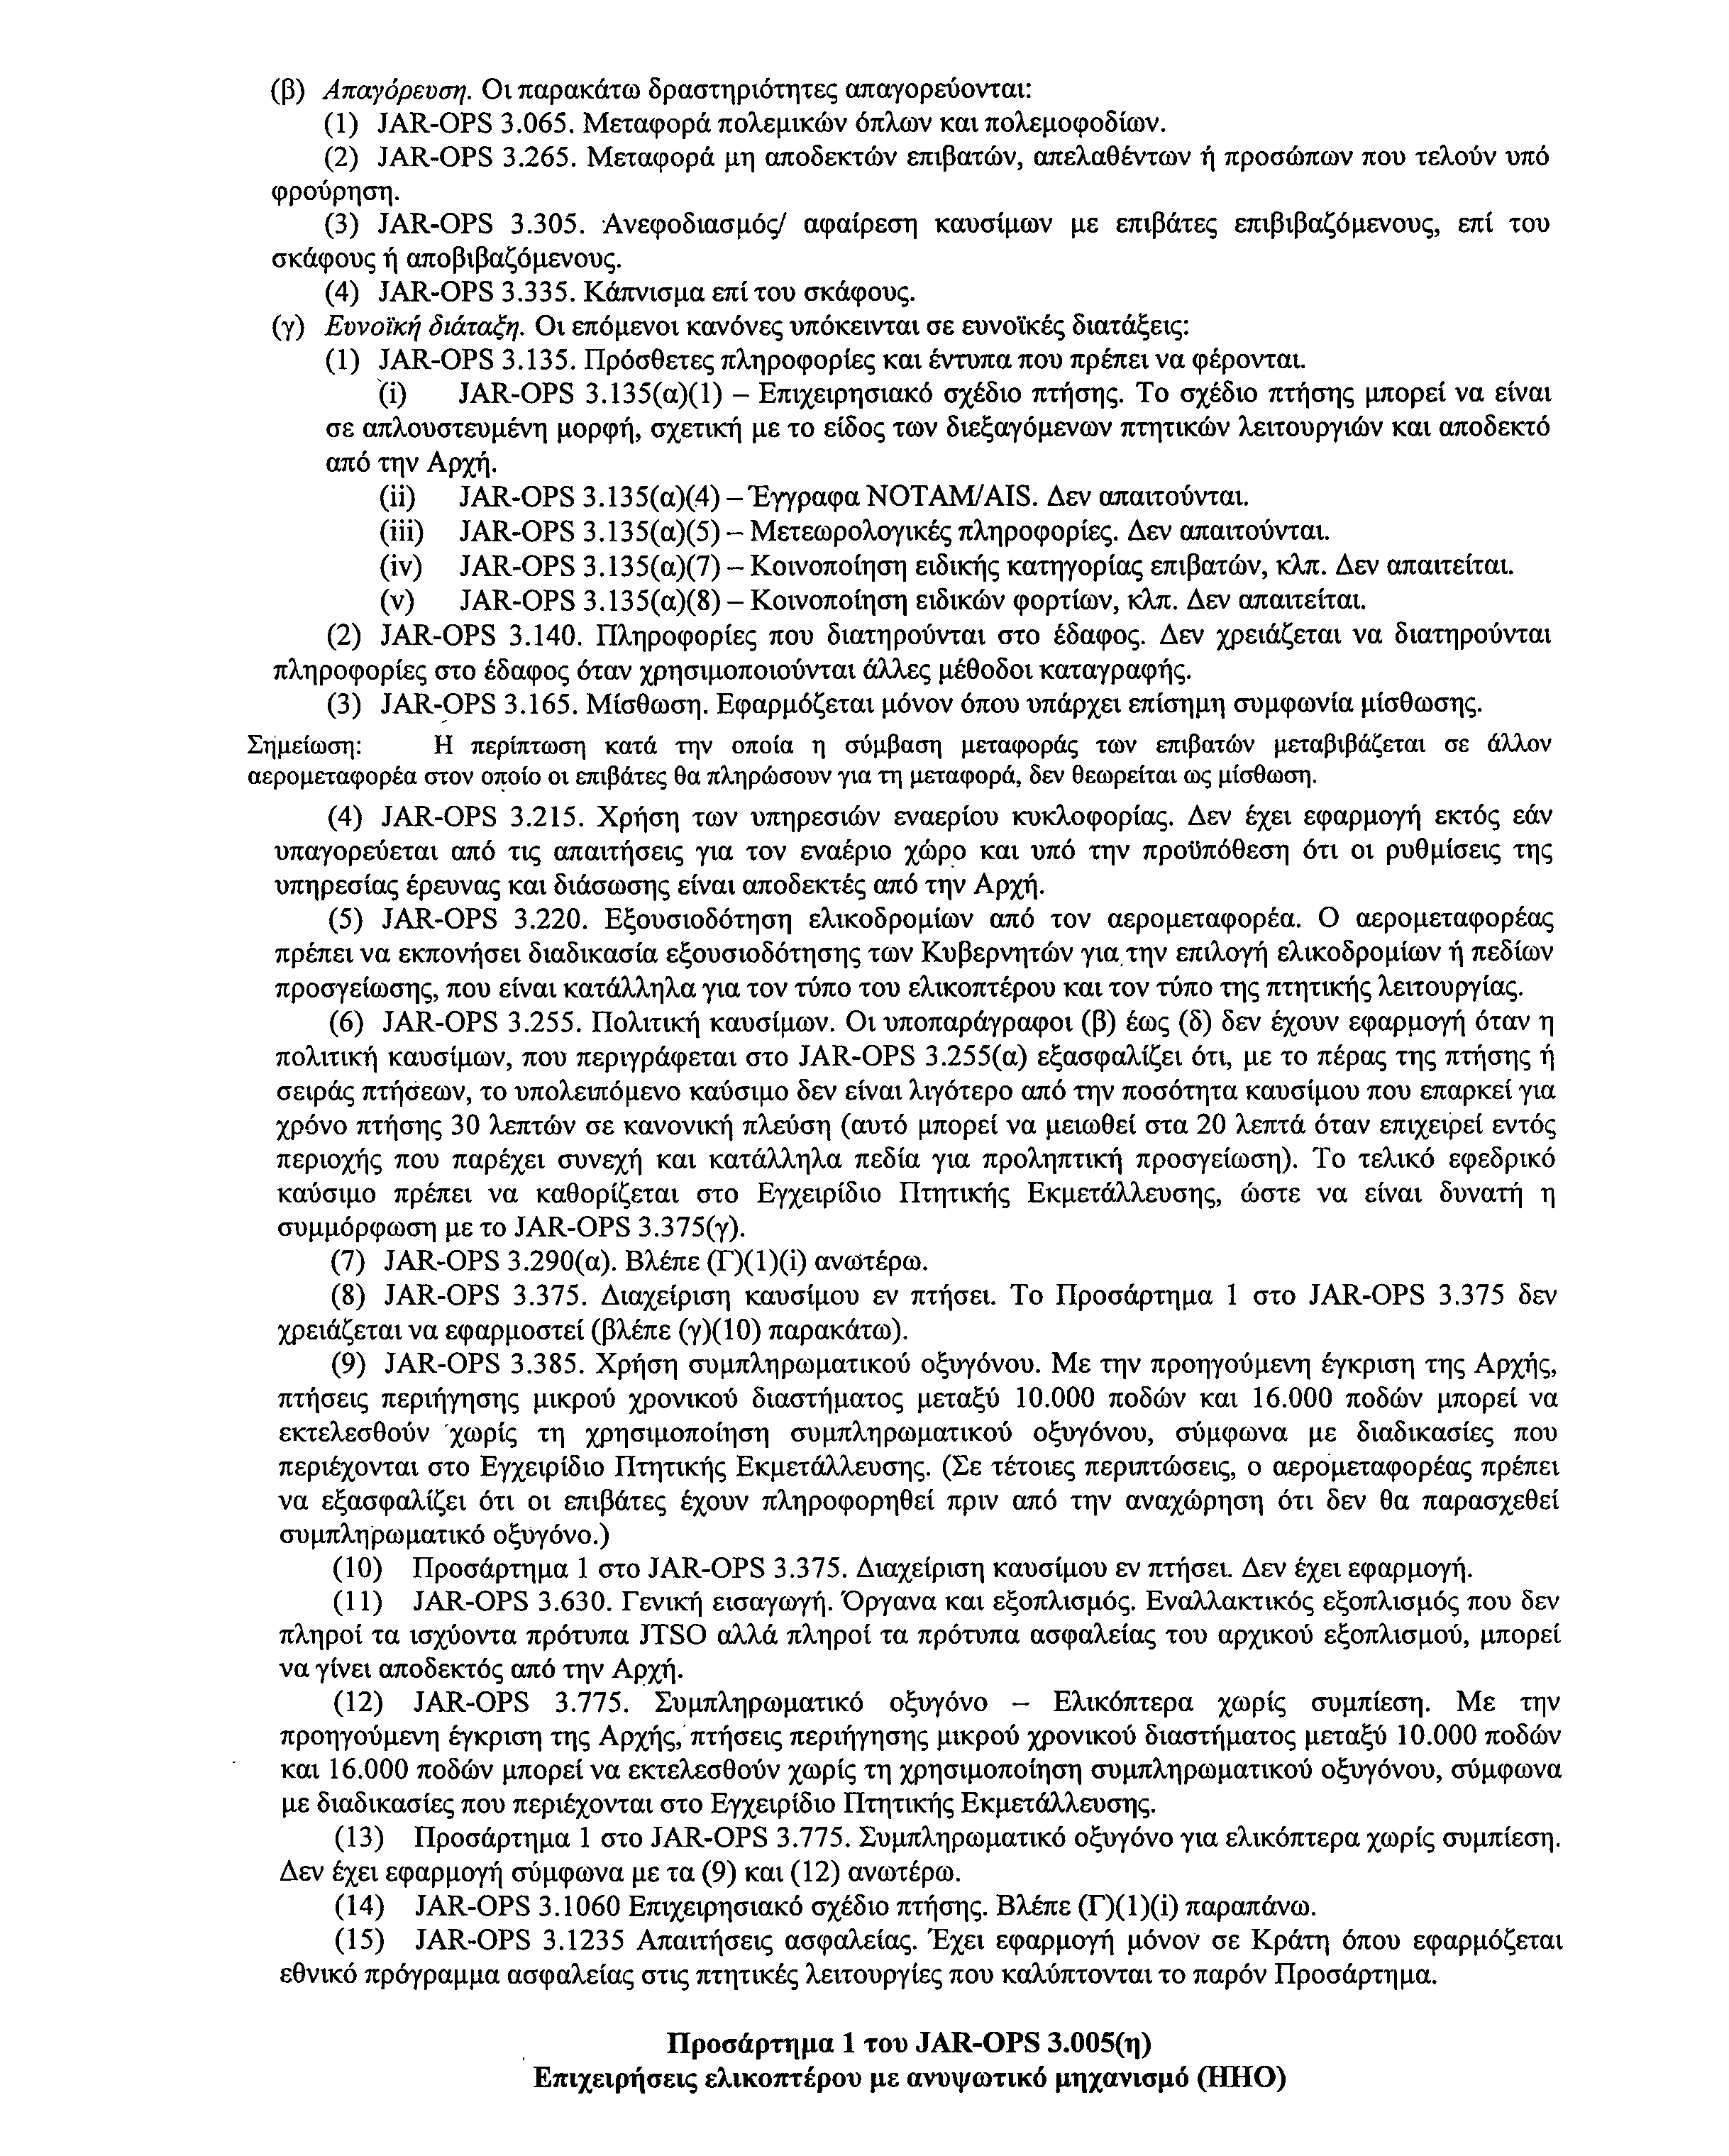 (β) Απαγόρευση. Οι παρακάτω δραστηριότητες απαγορεύονται:
(1) JAR-OPS 3.065. Μεταφορά πολεμικών όπλων και πολεμοφοδίων.
(2) JAR-OPS 3.265. Μεταφορά μη αποδεκτών επιβατών, απελαθέντων ή προσώπων που τελούν υπό
φρούρηση.
(3) JAR-OPS 3.305. Ανεφοδιασμός/ αφαίρεση καυσίμων με επιβάτες επιβιβαζόμενους, επί του
σκάφους ή αποβιβαζόμενους.
(4) JAR-OPS 3.335. Κάπνισμα επί του σκάφους.
(γ) Ευνοϊκή διάταξη. Οι επόμενοι κανόνες υπόκεινται σε ευνοϊκές διατάξεις:
(1) JAR-OPS 3.135. Πρόσθετες πληροφορίες και έντυπα που πρέπει να φέρονται.
(i) JAR-OPS 3.135(α)(1) – Επιχειρησιακό σχέδιο πτήσης. Το σχέδιο πτήσης μπορεί να είναι
σε απλουστευμένη μορφή, σχετική με το είδος των διεξαγόμενων πτητικών λειτουργιών και αποδεκτό
από την Αρχή.
(ii) JAR-OPS 3.135(α)(4) – Έγγραφα NOTAM/AIS. Δεν απαιτούνται.
(iii) JAR-OPS 3.135(α)(5) – Μετεωρολογικές πληροφορίες. Δεν απαιτούνται.
(iv) JAR-OPS 3.135(α)(7) – Κοινοποίηση ειδικής κατηγορίας επιβατών, κλπ. Δεν απαιτείται.
(v) JAR-OPS 3.135(α)(8) – Κοινοποίηση ειδικών φορτίων, κλπ. Δεν απαιτείται.
(2) JAR-OPS 3.140. Πληροφορίες που διατηρούνται στο έδαφος. Δεν χρειάζεται να διατηρούνται
πληροφορίες στο έδαφος όταν χρησιμοποιούνται άλλες μέθοδοι καταγραφής.
(3) JAR-OPS 3.165. Μίσθωση. Εφαρμόζεται μόνον όπου υπάρχει επίσημη συμφωνία μίσθωσης.
Σημείωση: Η περίπτωση κατά την οποία η σύμβαση μεταφοράς των επιβατών μεταβιβάζεται σε άλλον
αερομεταφορέα στον οποίο οι επιβάτες θα πληρώσουν για τη μεταφορά, δεν θεωρείται ως μίσθωση.
(4) JAR-OPS 3.215. Χρήση των υπηρεσιών εναερίου κυκλοφορίας. Δεν έχει εφαρμογή εκτός εάν
υπαγορεύεται από τις απαιτήσεις για τον εναέριο χώρο και υπό την προϋπόθεση ότι οι ρυθμίσεις της
υπηρεσίας έρευνας και διάσωσης είναι αποδεκτές από την Αρχή.
(5) JAR-OPS 3.220. Εξουσιοδότηση ελικοδρομίων από τον αερομεταφορέα. Ο αερομεταφορέας
πρέπει να εκπονήσει διαδικασία εξουσιοδότησης των Κυβερνητών για την επιλογή ελικοδρομίων ή πεδίων
προσγείωσης, που είναι κατάλληλα για τον τύπο του ελικοπτέρου και τον τύπο της πτητικής λειτουργίας.
(6) JAR-OPS 3.255. Πολιτική καυσίμων. Οι υποπαράγραφοι (β) έως (δ) δεν έχουν εφαρμογή όταν η
πολιτική καυσίμων, που περιγράφεται στο JAR-OPS 3.255(α) εξασφαλίζει ότι, με το πέρας της πτήσης ή
σειράς πτήσεων, το υπολειπόμενο καύσιμο δεν είναι λιγότερο από την ποσότητα καυσίμου που επαρκεί για
χρόνο πτήσης 30 λεπτών σε κανονική πλεύση (αυτό μπορεί να μειωθεί στα 20 λεπτά όταν επιχειρεί εντός
περιοχής που παρέχει συνεχή και κατάλληλα πεδία για προληπτική προσγείωση). Το τελικό εφεδρικό
καύσιμο πρέπει να καθορίζεται στο Εγχειρίδιο Πτητικής Εκμετάλλευσης, ώστε να είναι δυνατή η
συμμόρφωση με το JAR-OPS 3.375(γ).
(7) JAR-OPS 3.290(α). Βλέπε (Γ)(1)(i) ανωτέρω.
(8) JAR-OPS 3.375. Διαχείριση καυσίμου εν πτήσει. Το Προσάρτημα 1 στο JAR-OPS 3.375 δεν
χρειάζεται να εφαρμοστεί (βλέπε (γ)(10) παρακάτω).
(9) JAR-OPS 3.385. Χρήση συμπληρωματικού οξυγόνου. Με την προηγούμενη έγκριση της Αρχής,
πτήσεις περιήγησης μικρού χρονικού διαστήματος μεταξύ 10.000 ποδών και 16.000 ποδών μπορεί να
εκτελεσθούν χωρίς τη χρησιμοποίηση συμπληρωματικού οξυγόνου, σύμφωνα με διαδικασίες που
περιέχονται στο Εγχειρίδιο Πτητικής Εκμετάλλευσης. (Σε τέτοιες περιπτώσεις, ο αερομεταφορέας πρέπει
να εξασφαλίζει ότι οι επιβάτες έχουν πληροφορηθεί πριν από την αναχώρηση ότι δεν θα παρασχεθεί
συμπληρωματικό οξυγόνο.)
(10) Προσάρτημα 1 στο JAR-OPS 3.375. Διαχείριση καυσίμου εν πτήσει. Δεν έχει εφαρμογή.
(11) JAR-OPS 3.630. Γενική εισαγωγή. Όργανα και εξοπλισμός. Εναλλακτικός εξοπλισμός που δεν
πληροί τα ισχύοντα πρότυπα JTSO αλλά πληροί τα πρότυπα ασφαλείας του αρχικού εξοπλισμού, μπορεί
να γίνει αποδεκτός από την Αρχή.
(12) JAR-OPS 3.775. Συμπληρωματικό οξυγόνο – Ελικόπτερα χωρίς συμπίεση. Με την
προηγούμενη έγκριση της Αρχής, πτήσεις περιήγησης μικρού χρονικού διαστήματος μεταξύ 10.000 ποδών
και 16.000 ποδών μπορεί να εκτελεσθούν χωρίς τη χρησιμοποίηση συμπληρωματικού οξυγόνου, σύμφωνα
με διαδικασίες που περιέχονται στο Εγχειρίδιο Πτητικής Εκμετάλλευσης.
(13) Προσάρτημα 1 στο JAR-OPS 3.775. Συμπληρωματικό οξυγόνο για ελικόπτερα χωρίς συμπίεση.
Δεν έχει εφαρμογή σύμφωνα με τα (9) και (12) ανωτέρω.
(14) JAR-OPS 3.1060 Επιχειρησιακό σχέδιο πτήσης. Βλέπε (Γ)(1)(i) παραπάνω.
(15) JAR-OPS 3.1235 Απαιτήσεις ασφαλείας. Έχει εφαρμογή μόνον σε Κράτη όπου εφαρμόζεται
εθνικό πρόγραμμα ασφαλείας στις πτητικές λειτουργίες που καλύπτονται το παρόν Προσάρτημα.
Προσάρτημα 1 του JAR-OPS 3.005(η)
Επιχειρήσεις ελικοπτέρου με ανυψωτικό μηχανισμό (HHO)